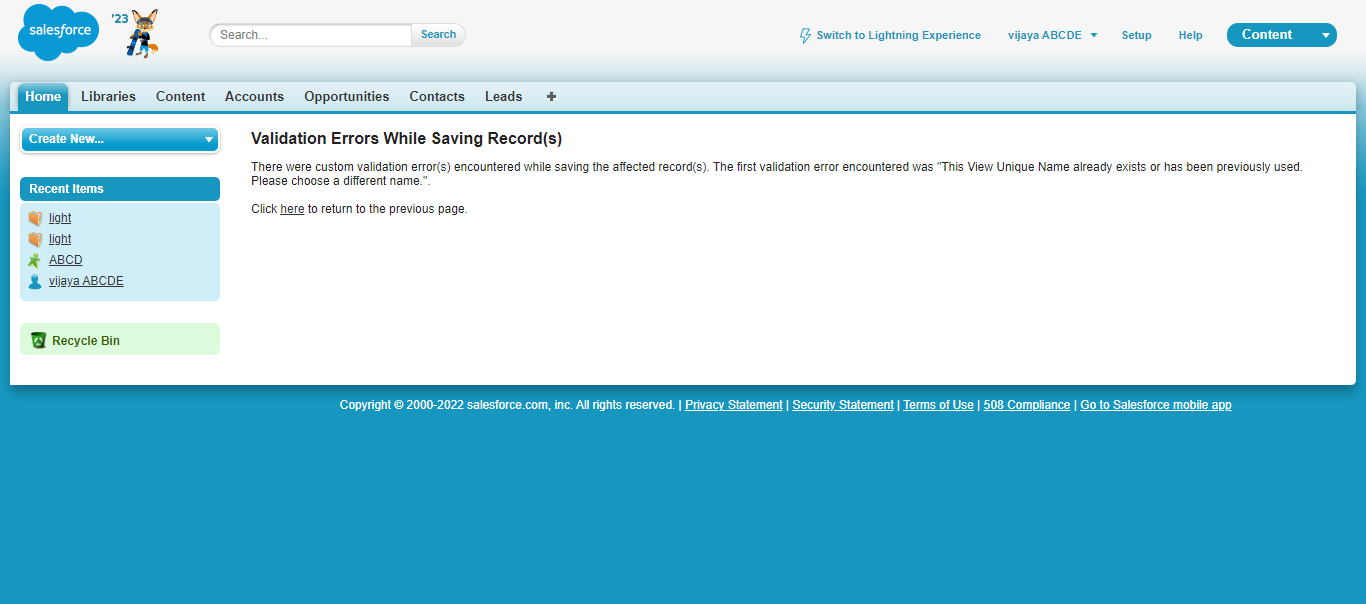 salesforce
'23
Search...
Search
Switch to Lightning Experience
vijaya ABCDE
Setup
Help
Content
Home
Libraries
Content
Accounts
Opportunities
Contacts
Leads
+
Create New...
Recent Items
light
light
ABCD
vijaya ABCDE
Recycle Bin
Validation Errors While Saving Record(s)
There were custom validation error(s) encountered while saving the affected record(s). The first validation error encountered was "This View Unique Name already exists or has been previously used.
Please choose a different name.".
Click here to return to the previous page.
Copyright © 2000-2022 salesforce.com, inc. All rights reserved. | Privacy Statement | Security Statement | Terms of Use | 508 Compliance | Go to Salesforce mobile app